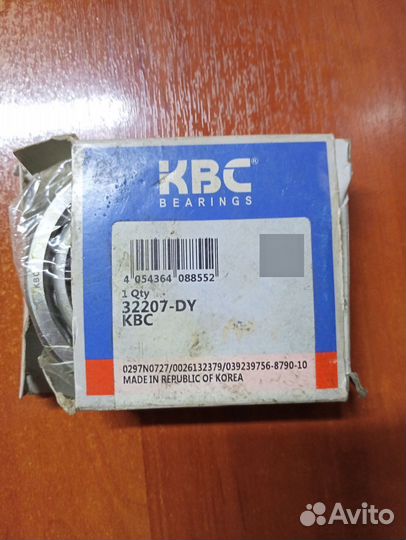 KBC®
BEARINGS
4 054364 088552
1 Qty
32207-DY
KBC
0297N0727/0026132379/039239756-8790-10
MADE IN REPUBLIC OF KOREA
KBC
Avito